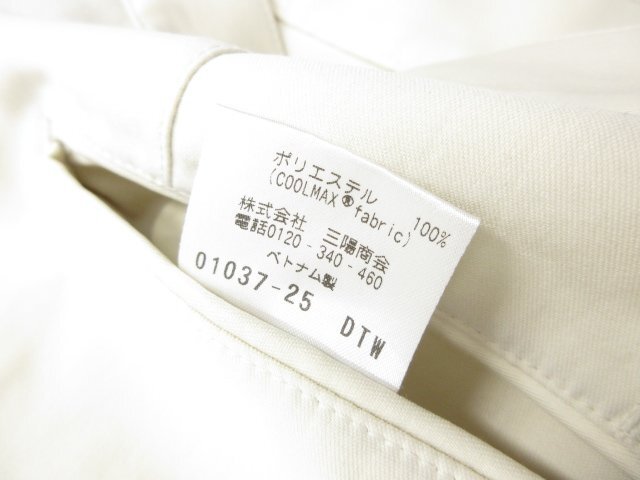 ポリエステル 100%
(COOLMAX®fabric)
株式会社 三陽商会
電話0120-340-460
ベトナム製
01037-25 DTW